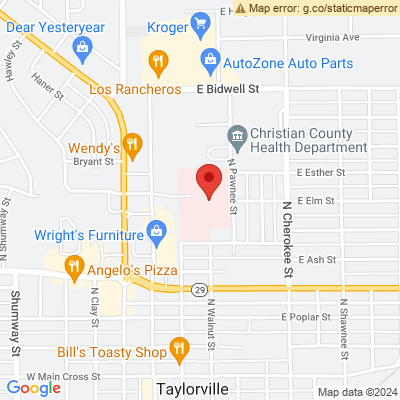 Map error: g.co/staticmaperror
E H
Kroger
Virginia Ave
Dear Yesteryear
Hawley St
Haner St
AutoZone Auto Parts
Los Rancheros
E Bidwell St
Christian County
Health Department
Wendy's
Bryant St
N Pawnee St
E Esther St
E Elm St
N Cherokee St
N Shumway St
Wright's Furniture
Angelo's Pizza
E Ash St
29
N Clay St
Shumway St
N Walnut St
E Poplar St
N Shawnee St
Bill's Toasty Shop
W Main Cross St
Google
Taylorville
Map data ©2024